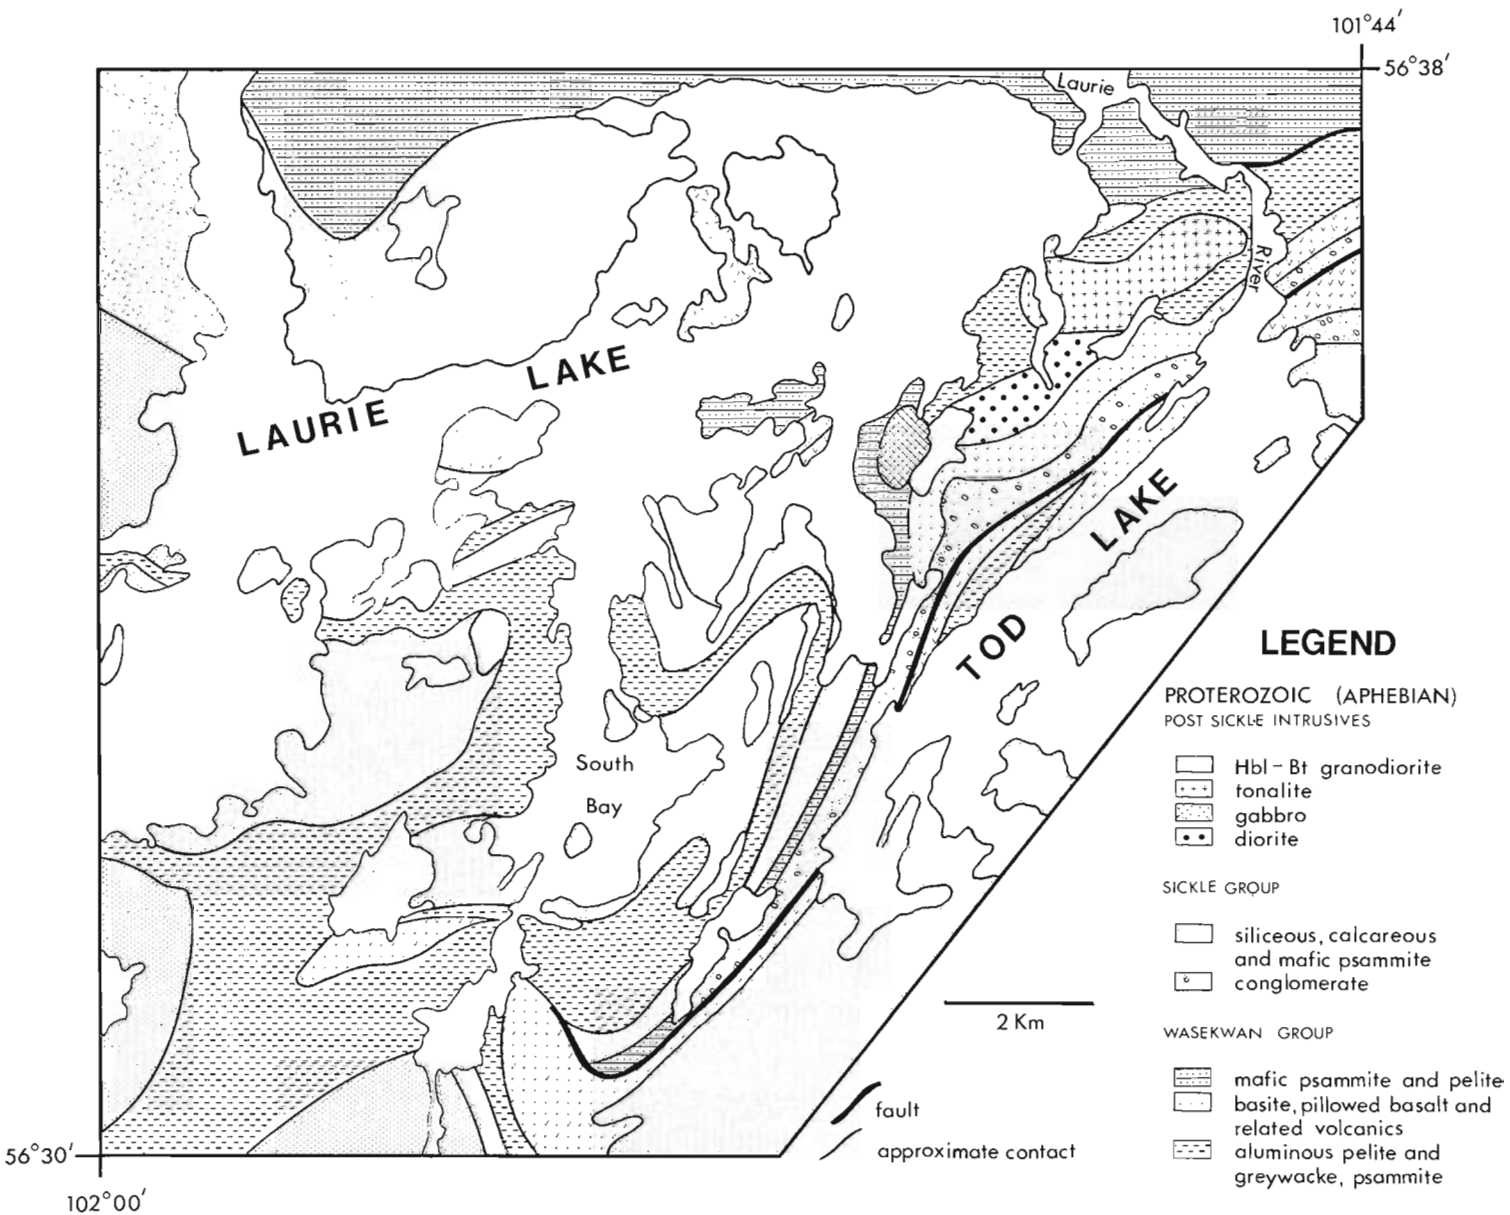 101°44′
56°38′
Laurie
River
LAURIE LAKE
TOD LAKE
South
Bay
2 Km
fault
approximate contact
56°30′
102°00′
LEGEND
PROTEROZOIC (APHEBIAN)
POST SICKLE INTRUSIVES
Hbl-Bt granodiorite
tonalite
gabbro
diorite
SICKLE GROUP
siliceous, calcareous
and mafic psammite
conglomerate
WASEKWAN GROUP
mafic psammite and pelite
basite, pillowed basalt and
related volcanics
aluminous pelite and
greywacke, psammite